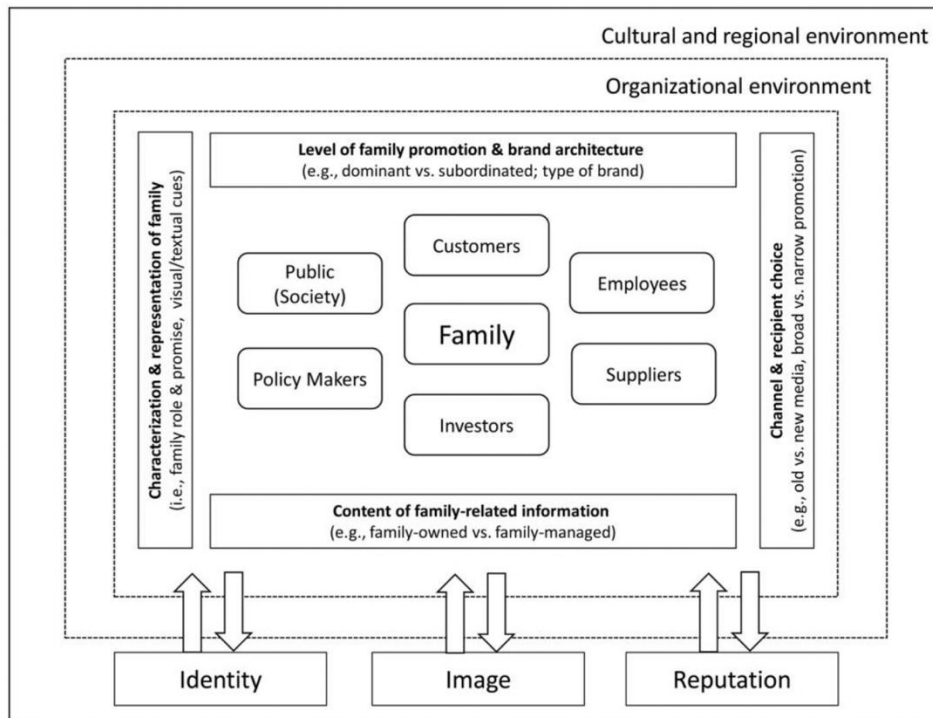 Cultural and regional environment
Organizational environment
Characterization & representation of family
(i.e., family role & promise, visual/textual cues)
Level of family promotion & brand architecture
(e.g., dominant vs. subordinated; type of brand)
Channel & recipient choice
(e.g., old vs. new media, broad vs. narrow promotion)
Customers
Public
(Society)
Employees
Family
Policy Makers
Suppliers
Investors
Content of family-related information
(e.g., family-owned vs. family-managed)
Identity
Image
Reputation